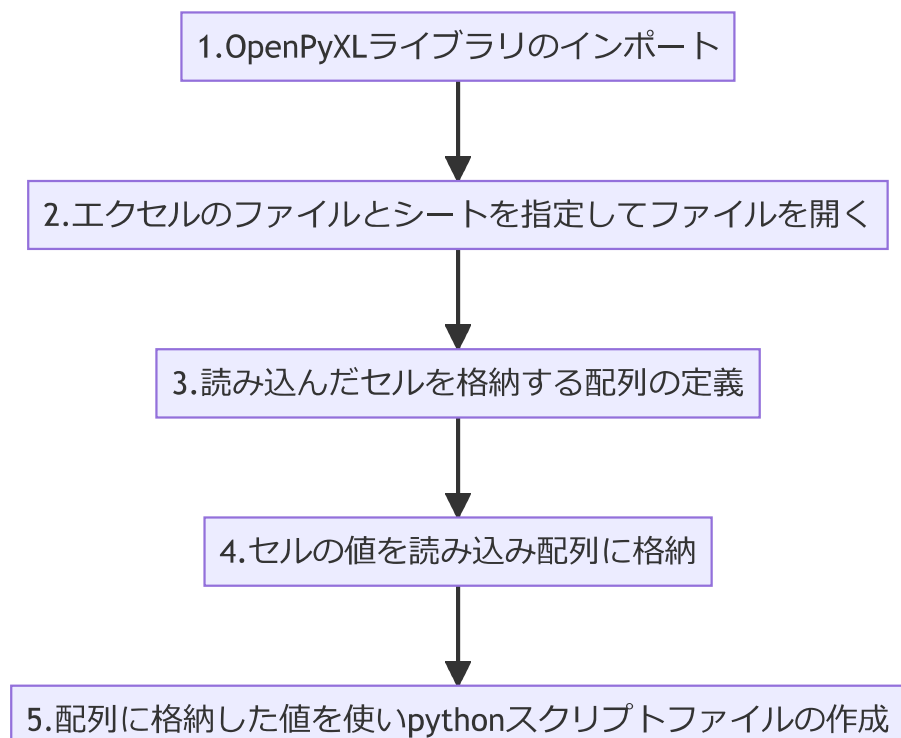 1.OpenPyXLライブラリのインポート
2.エクセルのファイルとシートを指定してファイルを開く
3.読み込んだセルを格納する配列の定義
4.セルの値を読み込み配列に格納
5.配列に格納した値を使いpythonスクリプトファイルの作成